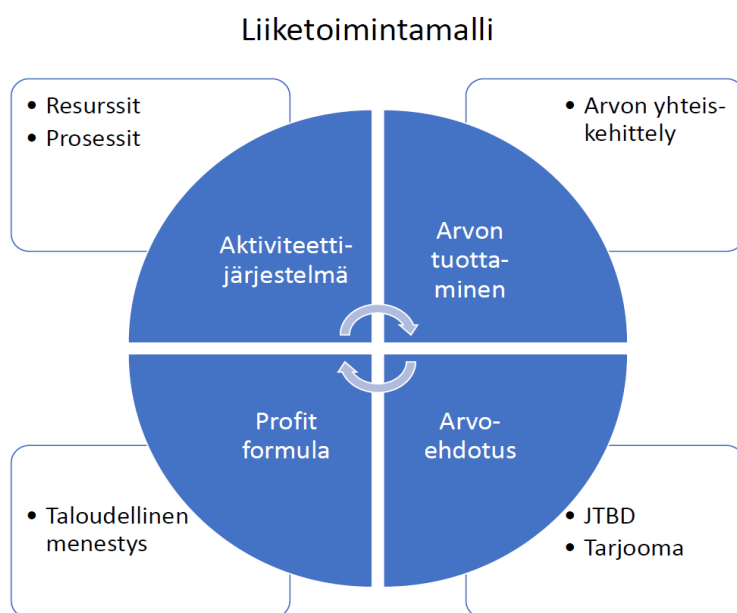 Liiketoimintamalli
• Resurssit
• Prosessit
• Arvon yhteis-
kehittely
Aktiviteetti-
järjestelmä
Arvon
tuotta-
minen
Profit
formula
Arvo-
ehdotus
• Taloudellinen
menestys
• JTBD
• Tarjooma